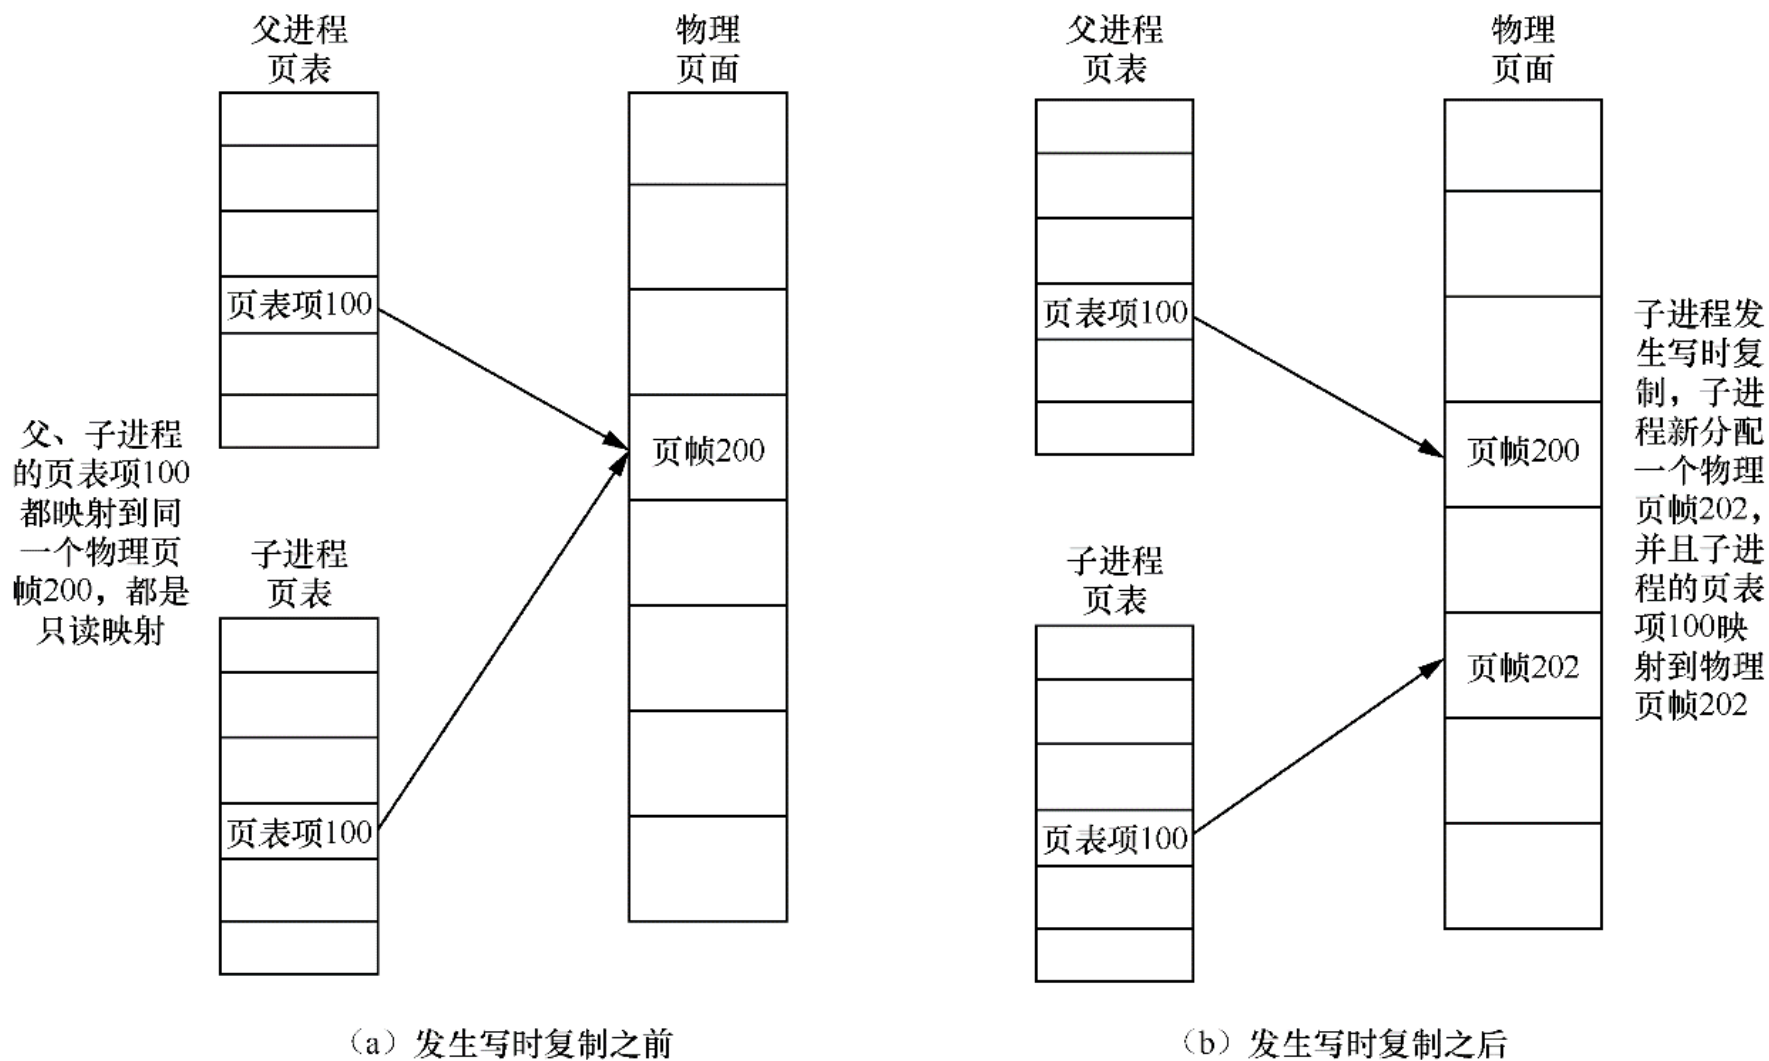 父进程
页表
物理
页面
页表项100
页帧200
父、子进程
的页表项100
都映射到同
一个物理页
帧200，都是
只读映射
子进程
页表
页表项100
（a）发生写时复制之前
父进程
页表
物理
页面
页表项100
页帧200
子进程
页表
页帧202
页表项100
子进程发
生写时复
制，子进
程新分配
一个物理
页帧202，
并且子进
程的页表
项100映
射到物理
页帧202
（b）发生写时复制之后